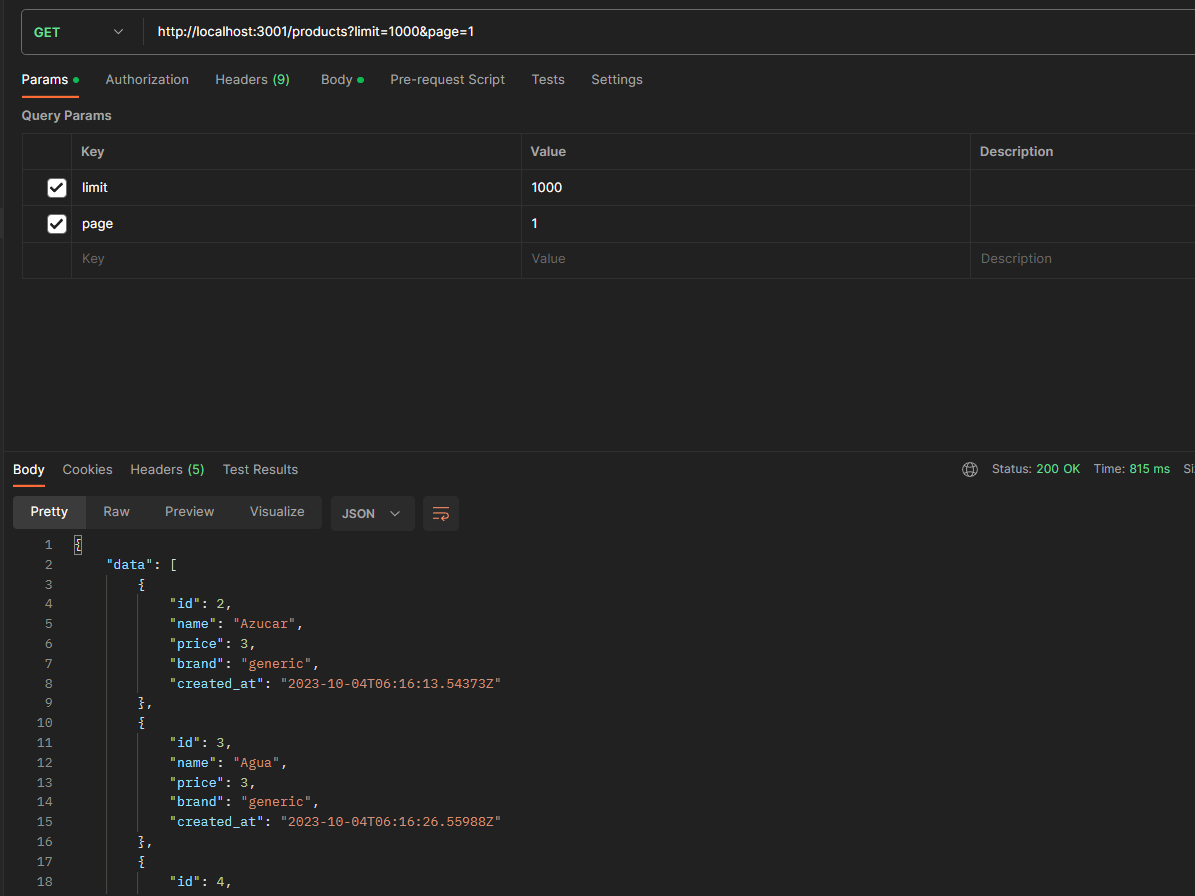 GET http://localhost:3001/products?limit=1000&page=1
Params Authorization Headers (9) Body Pre-request Script Tests Settings
Query Params
Key Value Description
limit 1000
page 1
Key Value Description
Body Cookies Headers (5) Test Results Status: 200 OK Time: 815 ms Si
Pretty Raw Preview Visualize JSON
1 {
2 "data": [
3 {
4 "id": 2,
5 "name": "Azucar",
6 "price": 3,
7 "brand": "generic",
8 "created_at": "2023-10-04T06:16:13.54373Z"
9 },
10 {
11 "id": 3,
12 "name": "Agua",
13 "price": 3,
14 "brand": "generic",
15 "created_at": "2023-10-04T06:16:26.55988Z"
16 },
17 {
18 "id": 4,